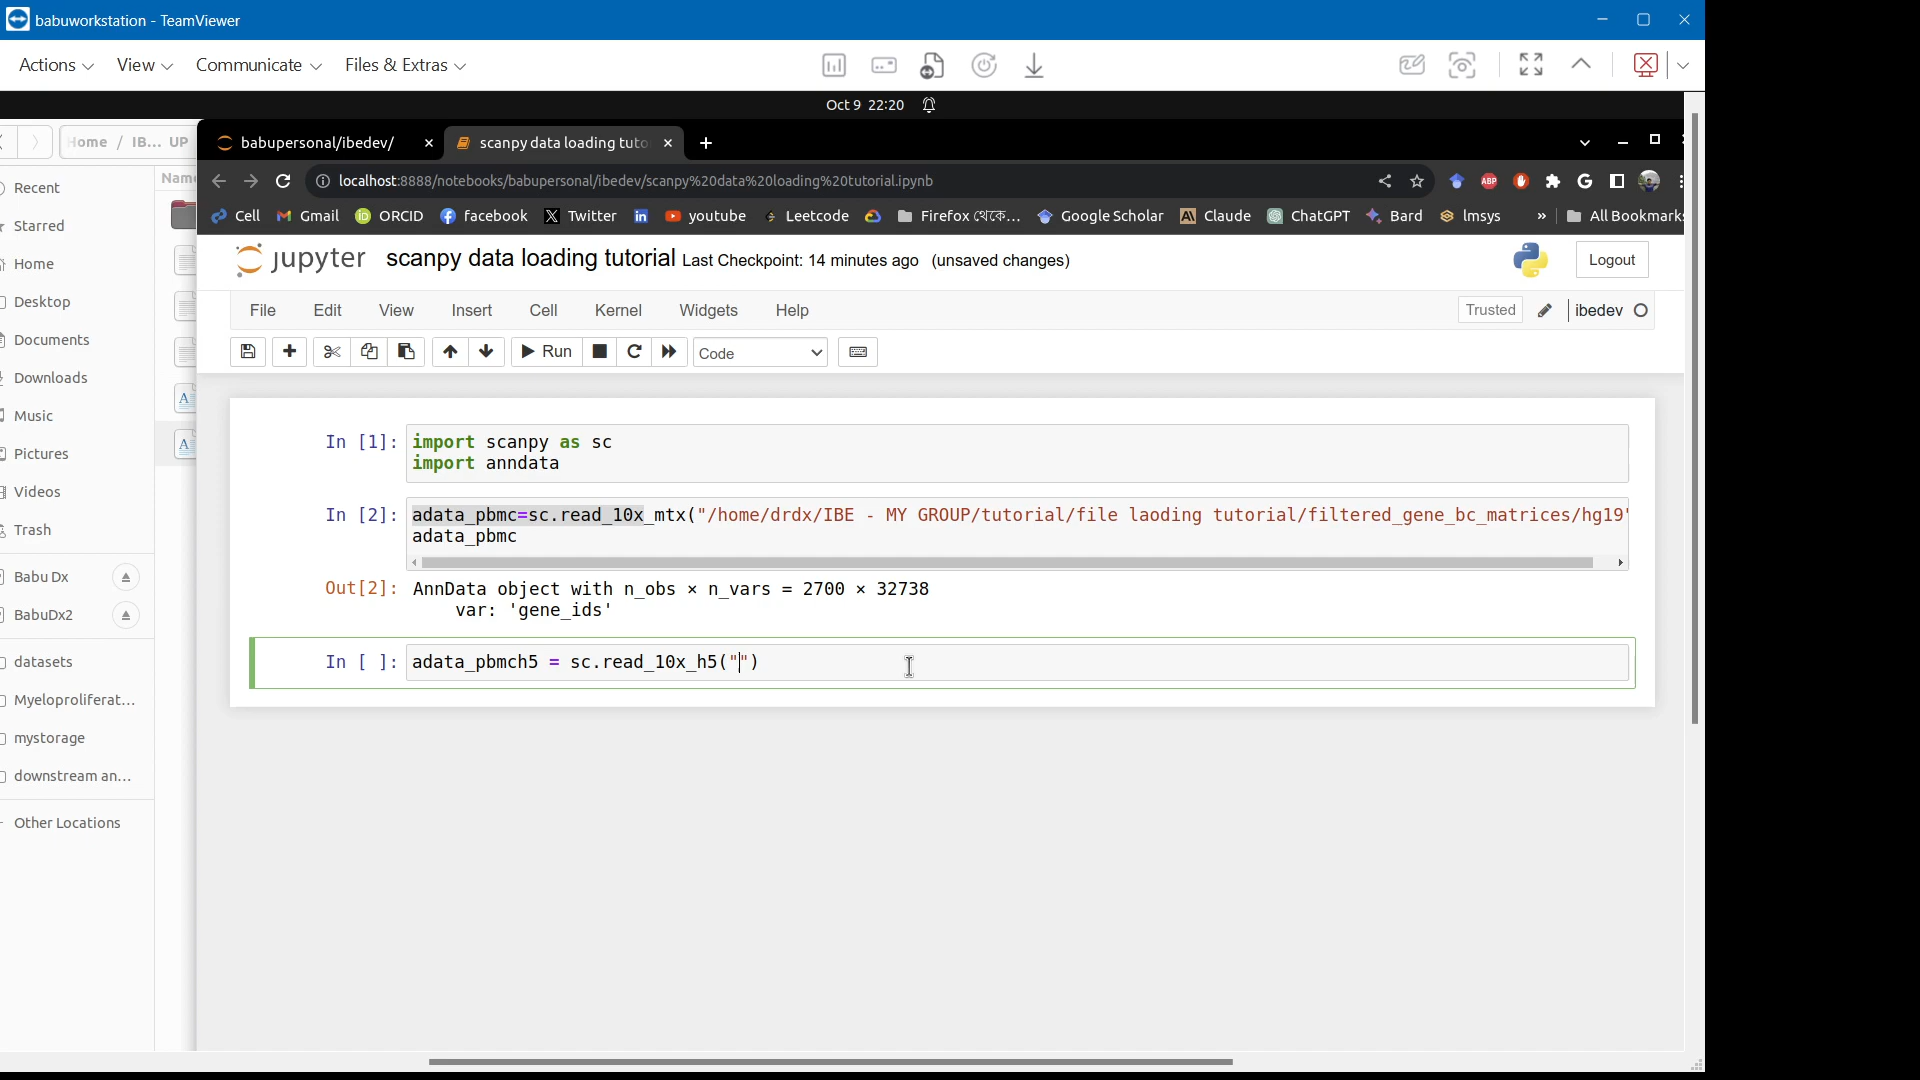 babuworkstation - TeamViewer
Actions View Communicate Files & Extras
Oct 9 22:20
Home / IB... UP
babupersonal/ibedev/
scanpy data loading tuto
localhost:8888/notebooks/babupersonal/ibedev/scanpy%20data%20loading%20tutorial.ipynb
ABP
Cell Gmail ORCID facebook Twitter youtube Leetcode Firefox থেকে... Google Scholar Claude ChatGPT Bard lmsys » All Bookmarks
Name
Recent
Starred
Home
Desktop
Documents
Downloads
Music
Pictures
Videos
Trash
Babu Dx
BabuDx2
datasets
Myeloproliferat...
mystorage
downstream an...
Other Locations
jupyter scanpy data loading tutorial Last Checkpoint: 14 minutes ago (unsaved changes)
Logout
File Edit View Insert Cell Kernel Widgets Help
Trusted ibedev
Run Code
In [1]: import scanpy as sc
import anndata
In [2]: adata_pbmc=sc.read_10x_mtx("/home/drdx/IBE - MY GROUP/tutorial/file laoding tutorial/filtered_gene_bc_matrices/hg19'
adata_pbmc
Out[2]: AnnData object with n_obs × n_vars = 2700 × 32738
var: 'gene_ids'
In [ ]: adata_pbmch5 = sc.read_10x_h5("")